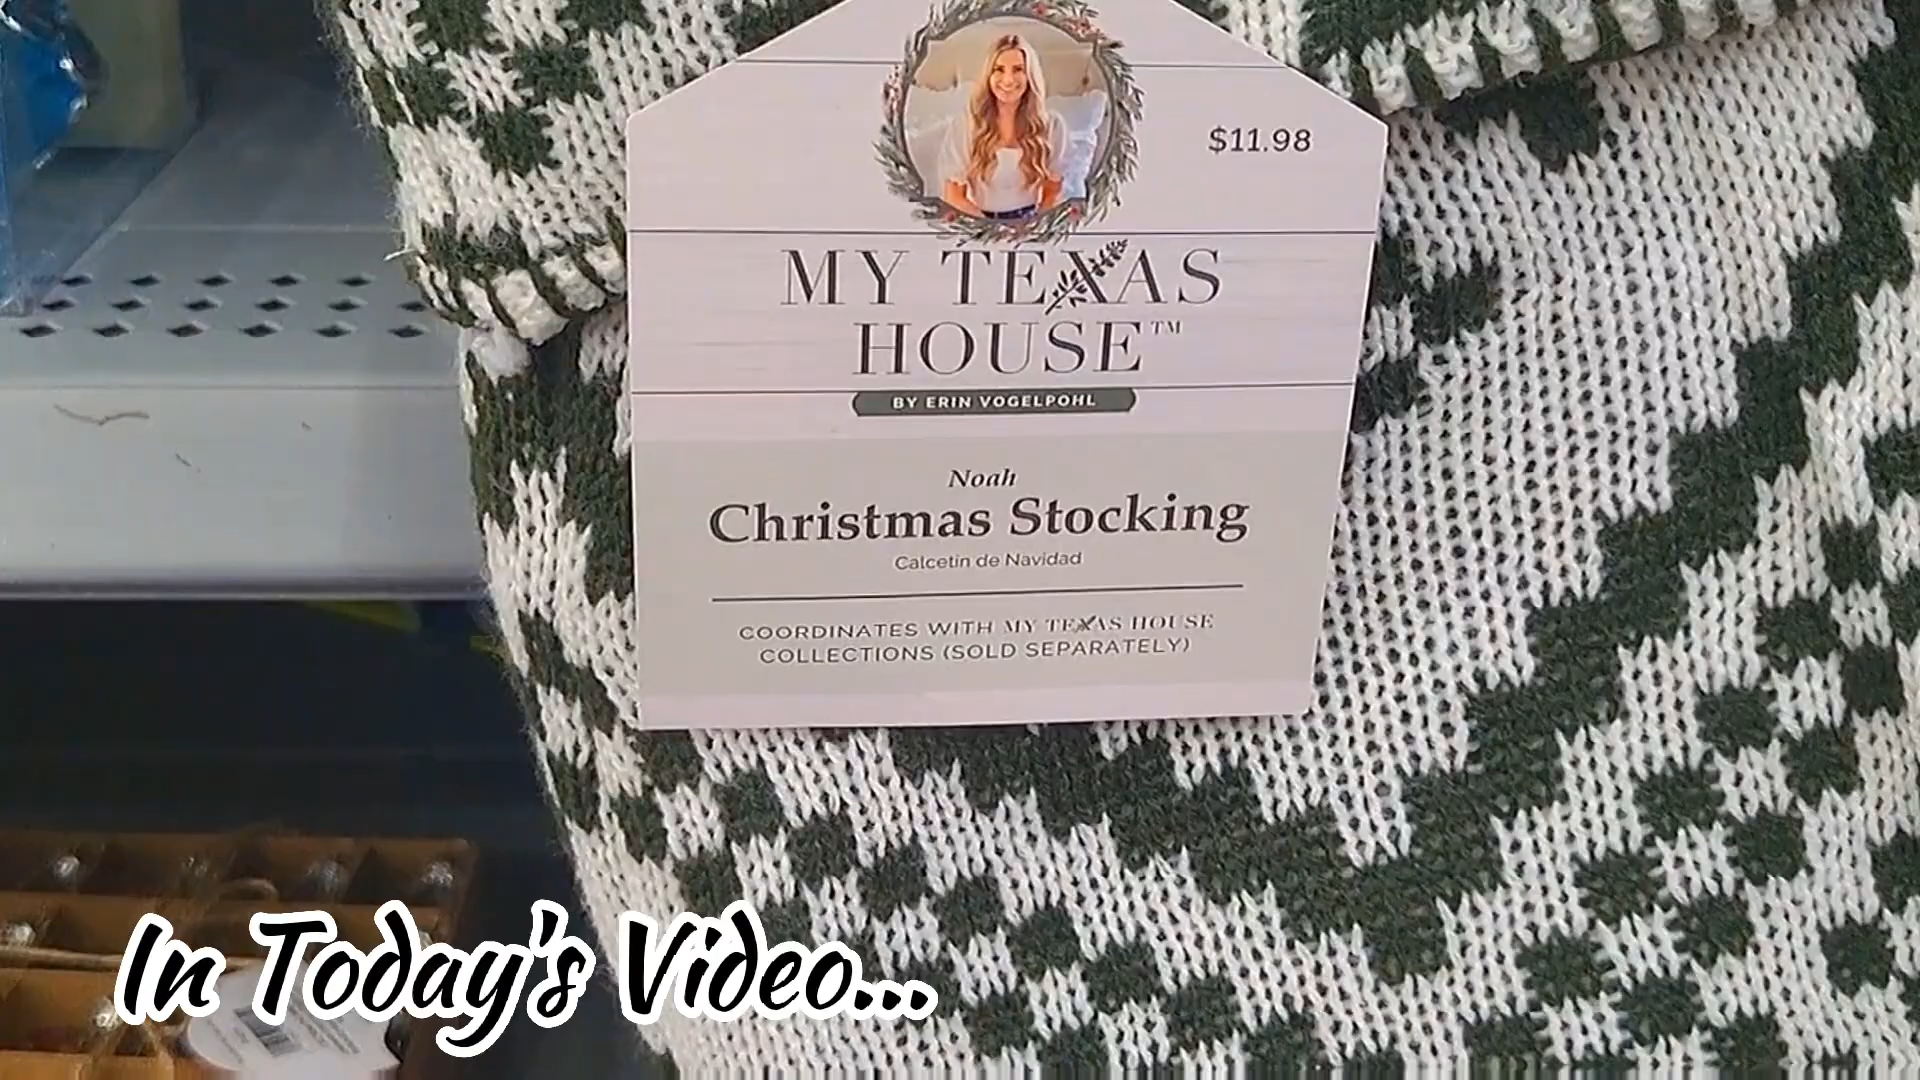 $11.98
MY TEXAS
HOUSE™
BY ERIN VOGELPOHL
Noah
Christmas Stocking
Calcetín de Navidad
COORDINATES WITH MY TEXAS HOUSE
COLLECTIONS (SOLD SEPARATELY)
In Today's Video...